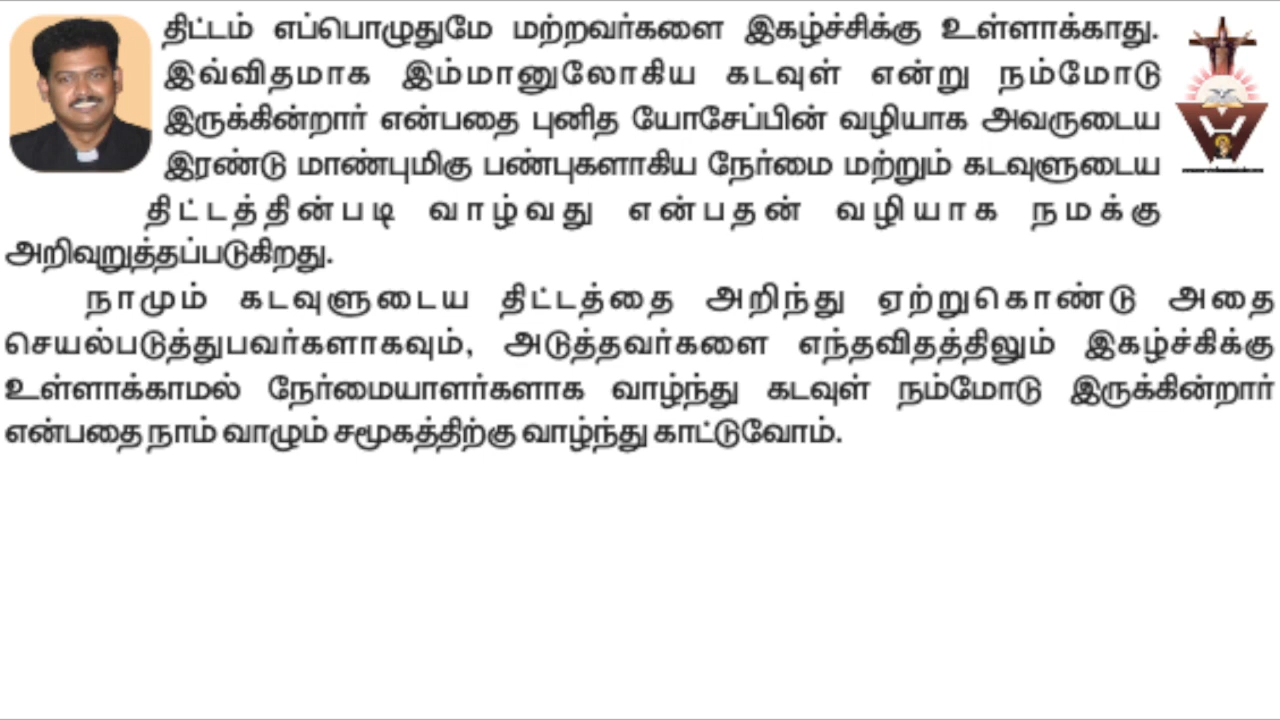 திட்டம் எப்பொழுதுமே மற்றவர்களை இகழ்ச்சிக்கு உள்ளாக்காது.
இவ்விதமாக இம்மானுலோகிய கடவுள் என்று நம்மோடு
இருக்கின்றார் என்பதை புனித யோசேப்பின் வழியாக அவருடைய
இரண்டு மாண்புமிகு பண்புகளாகிய நேர்மை மற்றும் கடவுளுடைய
திட்டத்தின்படி வாழ்வது என்பதன் வழியாக நமக்கு
அறிவுறுத்தப்படுகிறது.
நாமும் கடவுளுடைய திட்டத்தை அறிந்து ஏற்றுகொண்டு அதை
செயல்படுத்துபவர்களாகவும், அடுத்தவர்களை எந்தவிதத்திலும் இகழ்ச்கிக்கு
உள்ளாக்காமல் நேர்மையாளர்களாக வாழ்ந்து கடவுள் நம்மோடு இருக்கின்றார்
என்பதை நாம் வாழும் சமூகத்திற்கு வாழ்ந்து காட்டுவோம்.